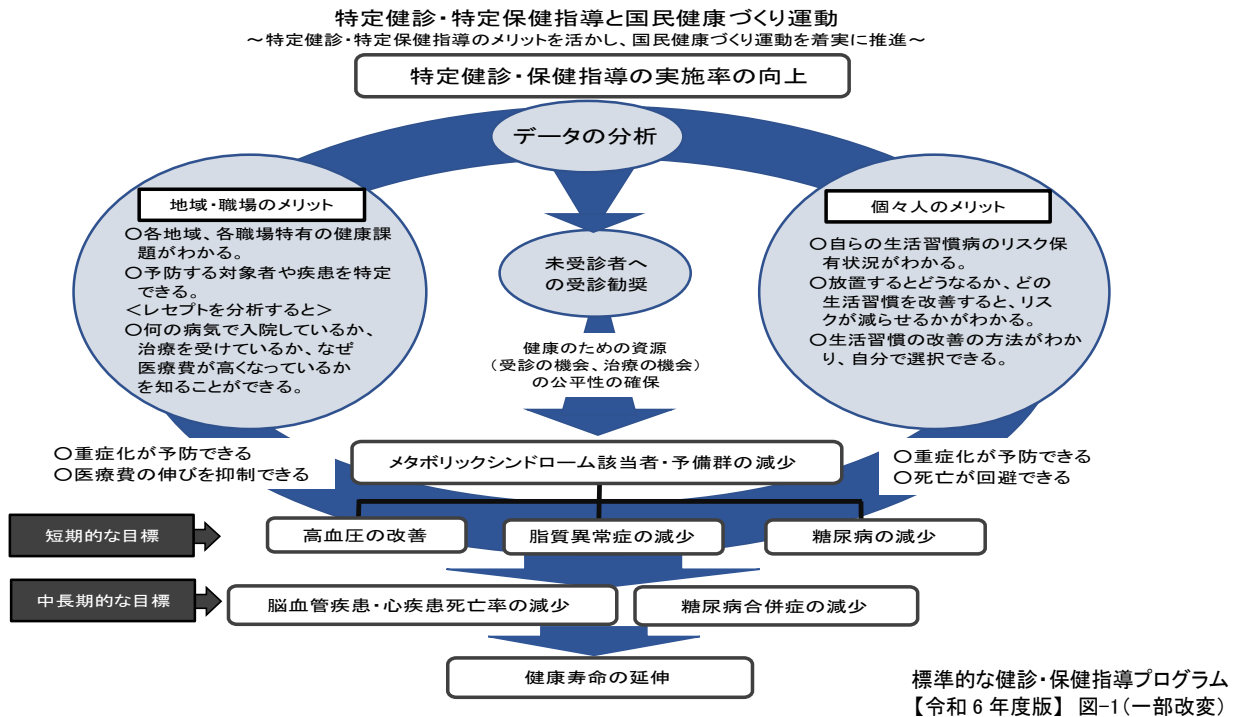 特定健診・特定保健指導と国民健康づくり運動
～特定健診・特定保健指導のメリットを活かし、国民健康づくり運動を着実に推進～
特定健診・保健指導の実施率の向上
データの分析
地域・職場のメリット
○各地域、各職場特有の健康課
題がわかる。
○予防する対象者や疾患を特定
できる。
＜レセプトを分析すると＞
○何の病気で入院しているか、
治療を受けているか、なぜ
医療費が高くなっているか
を知ることができる。
未受診者へ
の受診勧奨
個々人のメリット
○自らの生活習慣病のリスク保
有状況がわかる。
○放置するとどうなるか、どの
生活習慣を改善すると、リス
クが減らせるかがわかる。
○生活習慣の改善の方法がわか
り、自分で選択できる。
健康のための資源
（受診の機会、治療の機会）
の公平性の確保
○重症化が予防できる
○医療費の伸びを抑制できる
メタボリックシンドローム該当者・予備群の減少
○重症化が予防できる
○死亡が回避できる
短期的な目標
高血圧の改善
脂質異常症の減少
糖尿病の減少
中長期的な目標
脳血管疾患・心疾患死亡率の減少
糖尿病合併症の減少
健康寿命の延伸
標準的な健診・保健指導プログラム
【令和6年度版】 図-1（一部改変）